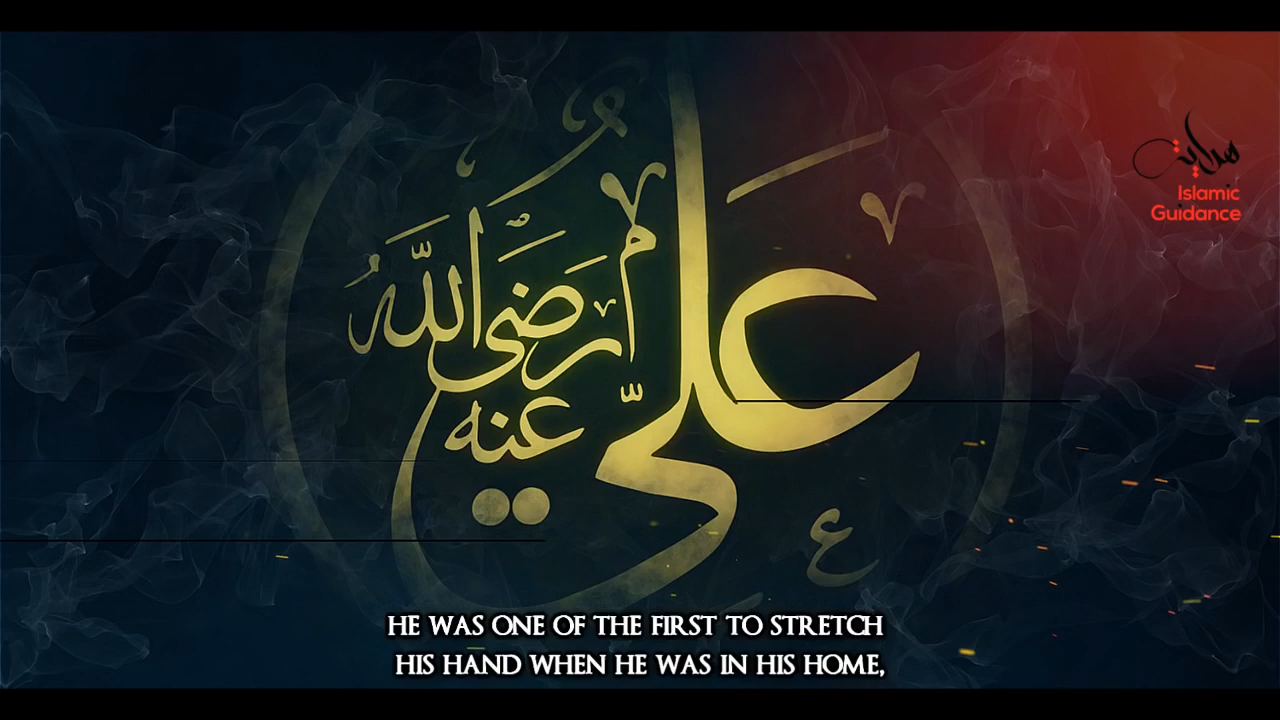 عليّ
رضي الله
عنه
هداية
Islamic
Guidance
HE WAS ONE OF THE FIRST TO STRETCH
HIS HAND WHEN HE WAS IN HIS HOME,